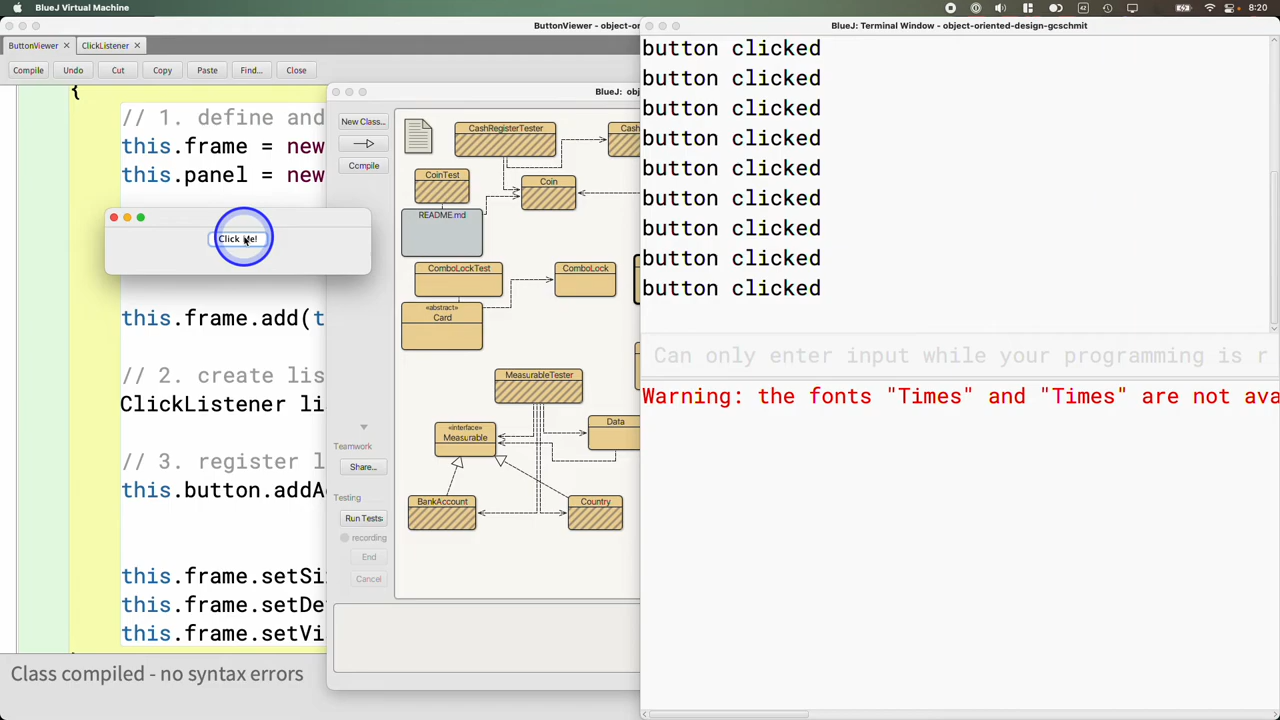 BlueJ Virtual Machine
8:20
ButtonViewer - object-or
BlueJ: Terminal Window - object-oriented-design-gcschmit
ButtonViewer
ClickListener
Compile
Undo
Cut
Copy
Paste
Find...
Close
{
// 1. define and
this.frame = new
this.panel = new
Click Me!
this.frame.add(t
// 2. create lis
ClickListener li
// 3. register l
this.button.addA
this.frame.setSi
this.frame.setDe
this.frame.setVi
Class compiled - no syntax errors
BlueJ: obj
New Class...
Compile
Teamwork
Share...
Testing
Run Tests
recording
End
Cancel
CashRegisterTester
Cash
CoinTest
Coin
README.md
ComboLockTest
ComboLock
«abstract»
Card
MeasurableTester
«interface»
Measurable
Data
BankAccount
Country
button clicked
button clicked
button clicked
button clicked
button clicked
button clicked
button clicked
button clicked
button clicked
Can only enter input while your programming is r
Warning: the fonts "Times" and "Times" are not ava